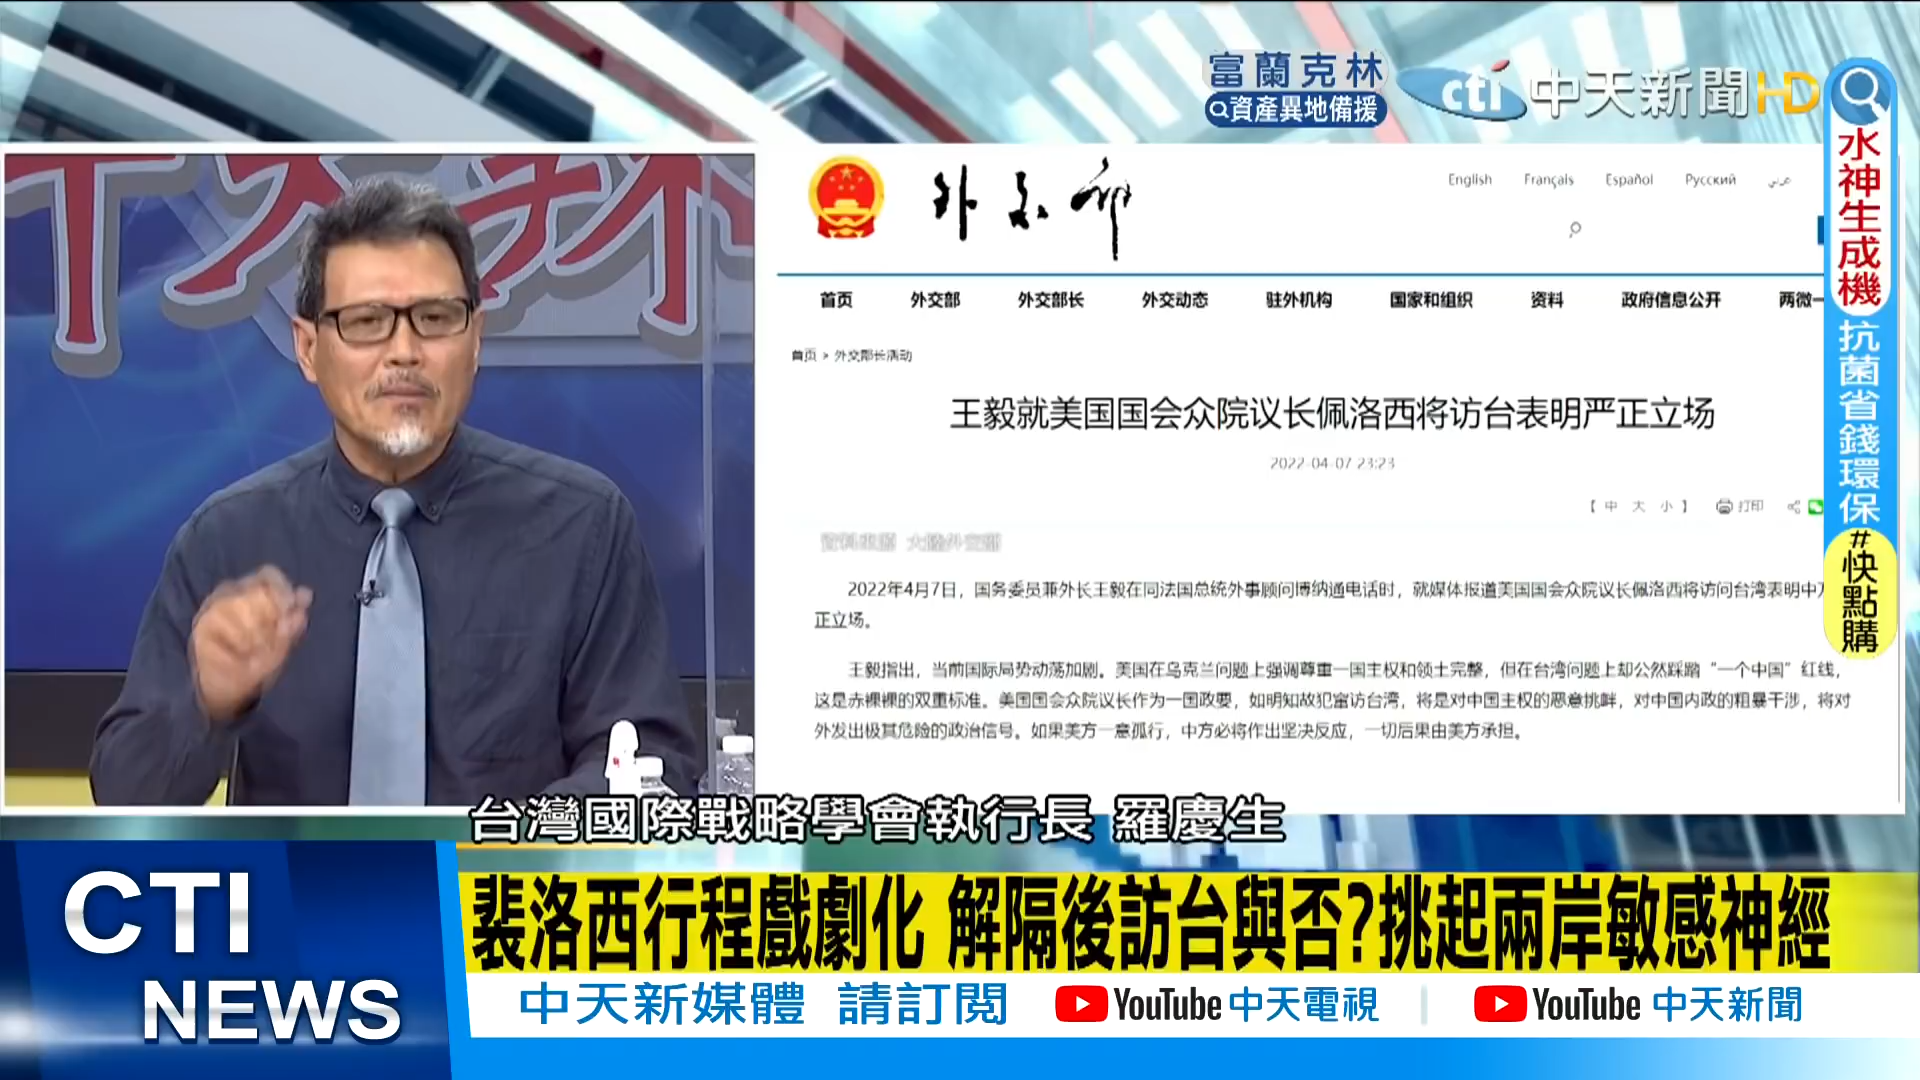 富蘭克林
資產異地備援
cti 中天新聞HD
水神生成機
抗菌省錢環保
#快點購
外交部
English Français Español Русский عربي
首页 外交部 外交部长 外交动态 驻外机构 国家和组织 资料 政府信息公开 两微一
首页 > 外交部长活动
王毅就美国国会众院议长佩洛西将访台表明严正立场
2022-04-07 23:23
【 中 大 小 】 打印
資料來源 大陸外交部
2022年4月7日，国务委员兼外长王毅在同法国总统外事顾问博纳通电话时，就媒体报道美国国会众院议长佩洛西将访问台湾表明中方
正立场。
王毅指出，当前国际局势动荡加剧。美国在乌克兰问题上强调尊重一国主权和领土完整，但在台湾问题上却公然踩踏“一个中国”红线，
这是赤裸裸的双重标准。美国国会众院议长作为一国政要，如明知故犯窜访台湾，将是对中国主权的恶意挑衅，对中国内政的粗暴干涉，将对
外发出极其危险的政治信号。如果美方一意孤行，中方必将作出坚决反应，一切后果由美方承担。
台灣國際戰略學會執行長 羅慶生
CTI
NEWS
裴洛西行程戲劇化 解隔後訪台與否?挑起兩岸敏感神經
中天新媒體 請訂閱 YouTube 中天電視 | YouTube 中天新聞